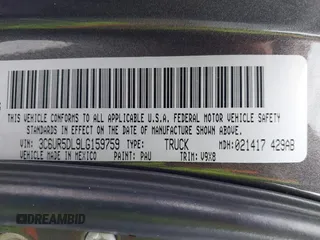 THIS VEHICLE CONFORMS TO ALL APPLICABLE U.S.A. FEDERAL MOTOR VEHICLE SAFETY
STANDARDS IN EFFECT ON THE DATE OF MANUFACTURE SHOWN ABOVE.
VIN: 3C6UR5DL9LG159759 TYPE: TRUCK MDH:021417 429AB
VEHICLE MADE IN MEXICO PAINT: PAU TRIM: V9X8
AUTOBIDMASTER